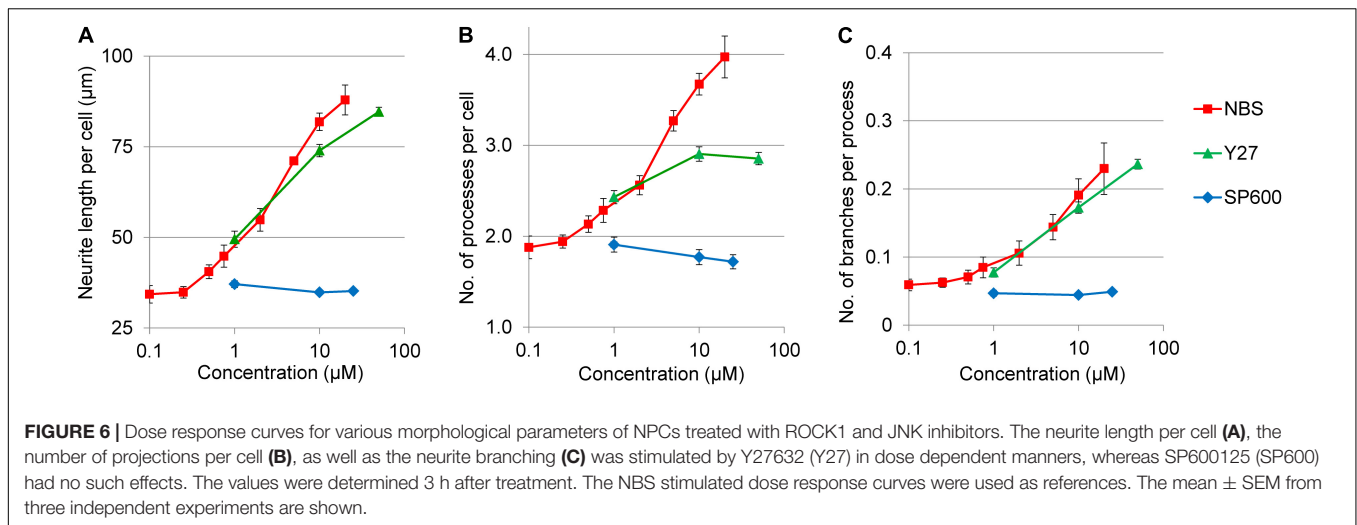 A
Neurite length per cell (µm)
100
75
50
25
0.1 1 10 100
Concentration (µM)
B
No. of processes per cell
4.0
3.0
2.0
1.0
0.1 1 10 100
Concentration (µM)
C
No. of branches per process
0.4
0.3
0.2
0.1
0
0.1 1 10 100
Concentration (µM)
NBS
Y27
SP600
FIGURE 6 | Dose response curves for various morphological parameters of NPCs treated with ROCK1 and JNK inhibitors. The neurite length per cell (A), the
number of projections per cell (B), as well as the neurite branching (C) was stimulated by Y27632 (Y27) in dose dependent manners, whereas SP600125 (SP600)
had no such effects. The values were determined 3 h after treatment. The NBS stimulated dose response curves were used as references. The mean ± SEM from
three independent experiments are shown.